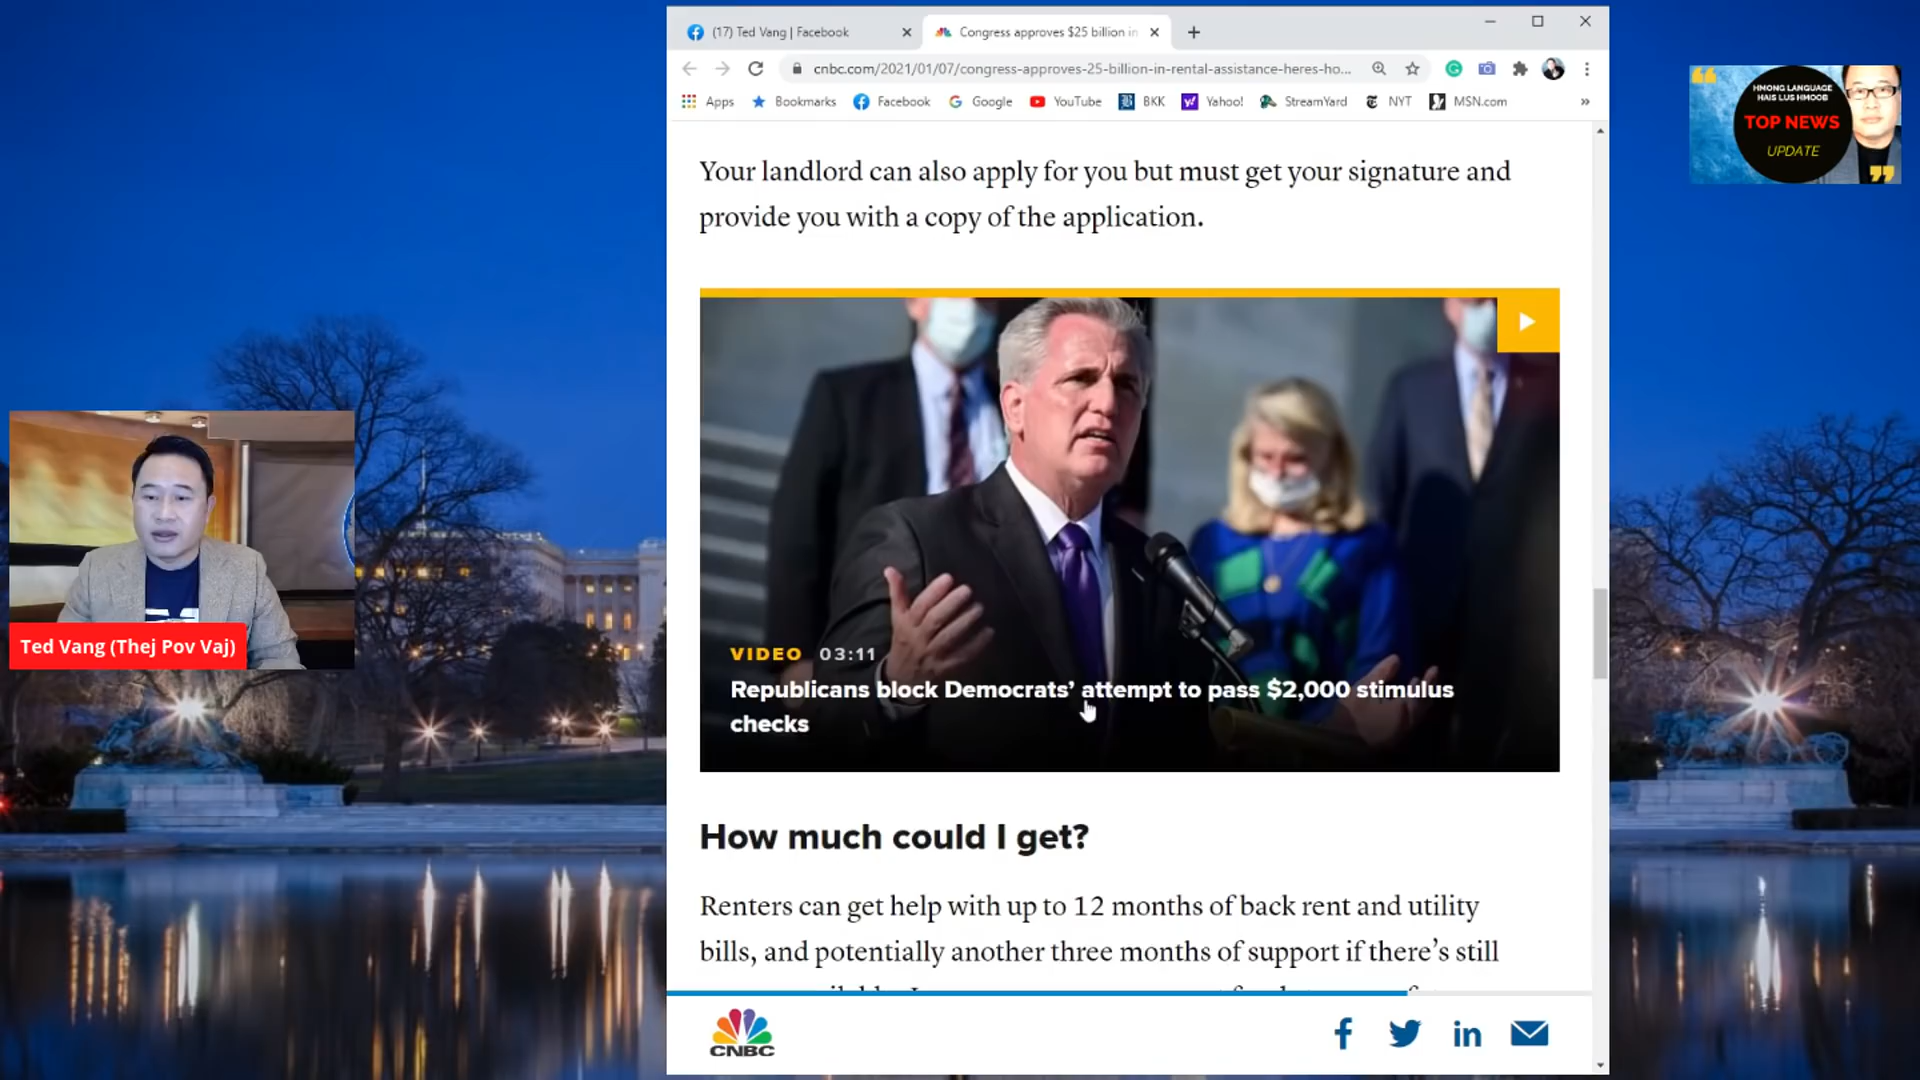 (17) Ted Vang | Facebook
Congress approves $25 billion in
cnbc.com/2021/01/07/congress-approves-25-billion-in-rental-assistance-heres-ho...
Apps Bookmarks Facebook Google YouTube BKK Yahoo! StreamYard NYT MSN.com »
HMONG LANGUAGE
HAIS LUS HMOOB
TOP NEWS
UPDATE
Your landlord can also apply for you but must get your signature and
provide you with a copy of the application.
VIDEO 03:11
Republicans block Democrats’ attempt to pass $2,000 stimulus
checks
Ted Vang (Thej Pov Vaj)
How much could I get?
Renters can get help with up to 12 months of back rent and utility
bills, and potentially another three months of support if there’s still
CNBC